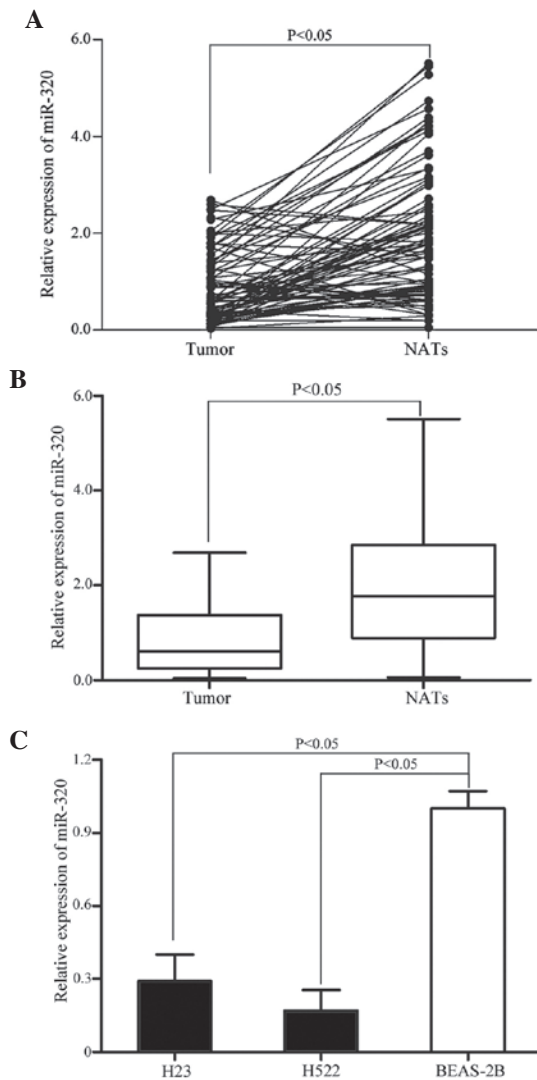 A
P<0.05
Relative expression of miR-320
6.0
4.0
2.0
0.0
Tumor NATs
B
P<0.05
Relative expression of miR-320
6.0
4.0
2.0
0.0
Tumor NATs
C
P<0.05
P<0.05
Relative expression of miR-320
1.2
0.9
0.6
0.3
0
H23 H522 BEAS-2B